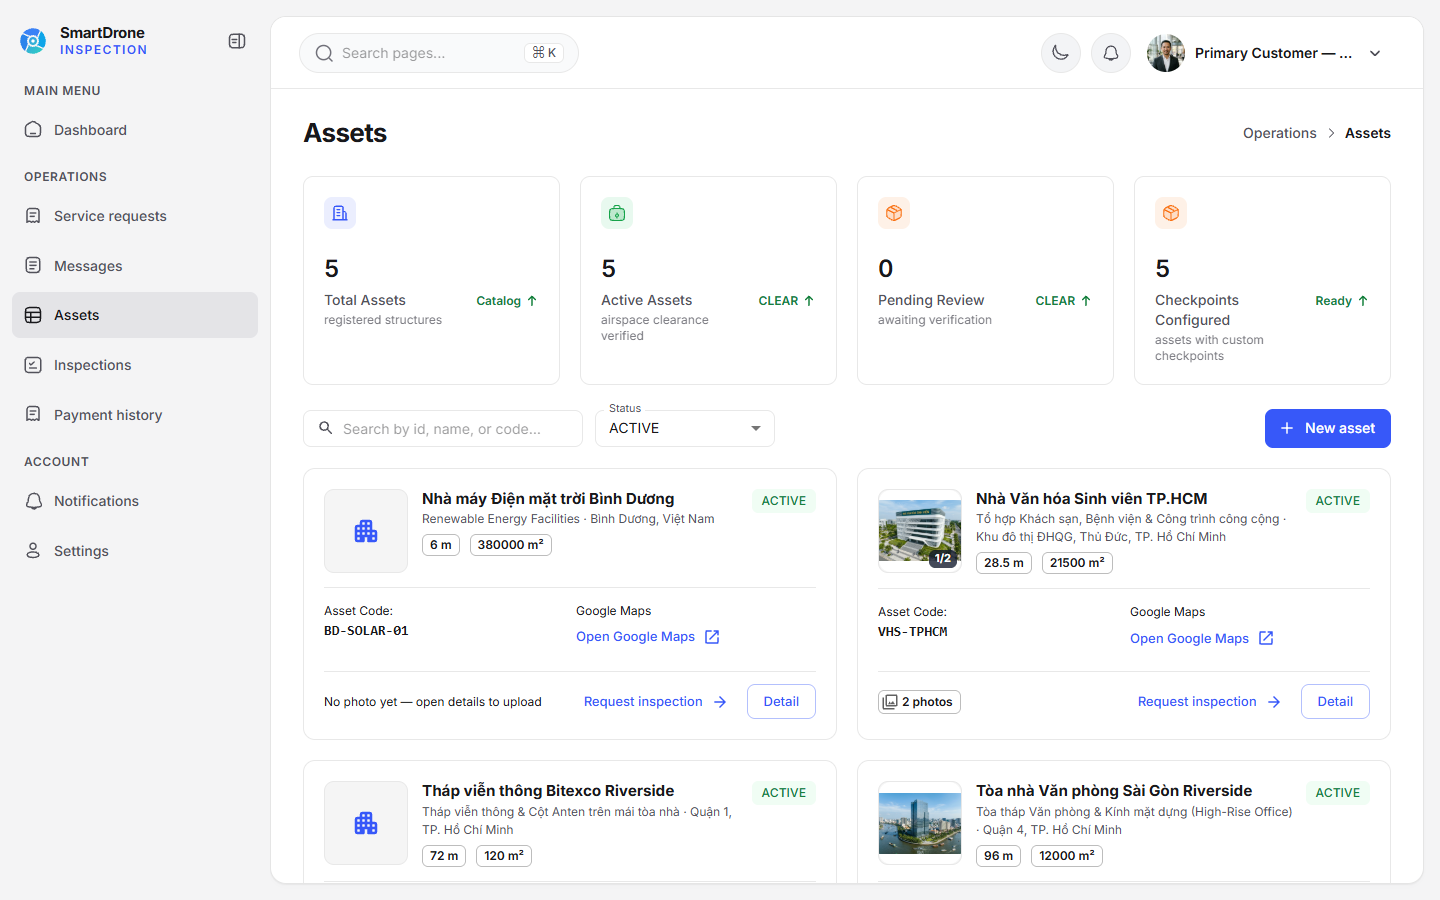 SmartDrone
INSPECTION
MAIN MENU
Dashboard
OPERATIONS
Service requests
Messages
Assets
Inspections
Payment history
ACCOUNT
Notifications
Settings
Search pages...
⌘ K
Primary Customer — ...
Assets
Operations > Assets
5
Total Assets
Catalog ↑
registered structures
5
Active Assets
CLEAR ↑
airspace clearance
verified
0
Pending Review
CLEAR ↑
awaiting verification
5
Checkpoints
Configured
Ready ↑
assets with custom
checkpoints
Search by id, name, or code...
Status
ACTIVE
+ New asset
Nhà máy Điện mặt trời Bình Dương
ACTIVE
Renewable Energy Facilities · Bình Dương, Việt Nam
6 m
380000 m²
Asset Code:
BD-SOLAR-01
Google Maps
Open Google Maps
No photo yet — open details to upload
Request inspection →
Detail
1/2
Nhà Văn hóa Sinh viên TP.HCM
ACTIVE
Tổ hợp Khách sạn, Bệnh viện & Công trình công cộng ·
Khu đô thị ĐHQG, Thủ Đức, TP. Hồ Chí Minh
28.5 m
21500 m²
Asset Code:
VHS-TPHCM
Google Maps
Open Google Maps
2 photos
Request inspection →
Detail
Tháp viễn thông Bitexco Riverside
ACTIVE
Tháp viễn thông & Cột Anten trên mái tòa nhà · Quận 1,
TP. Hồ Chí Minh
72 m
120 m²
Tòa nhà Văn phòng Sài Gòn Riverside
ACTIVE
Tòa tháp Văn phòng & Kính mặt dựng (High-Rise Office)
· Quận 4, TP. Hồ Chí Minh
96 m
12000 m²